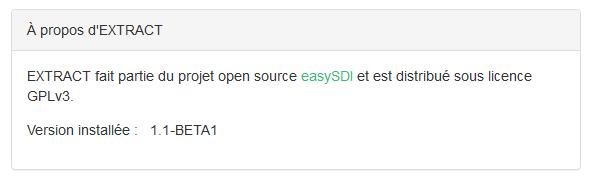 À propos d'EXTRACT
EXTRACT fait partie du projet open source easySDI et est distribué sous licence
GPLv3.
Version installée : 1.1-BETA1